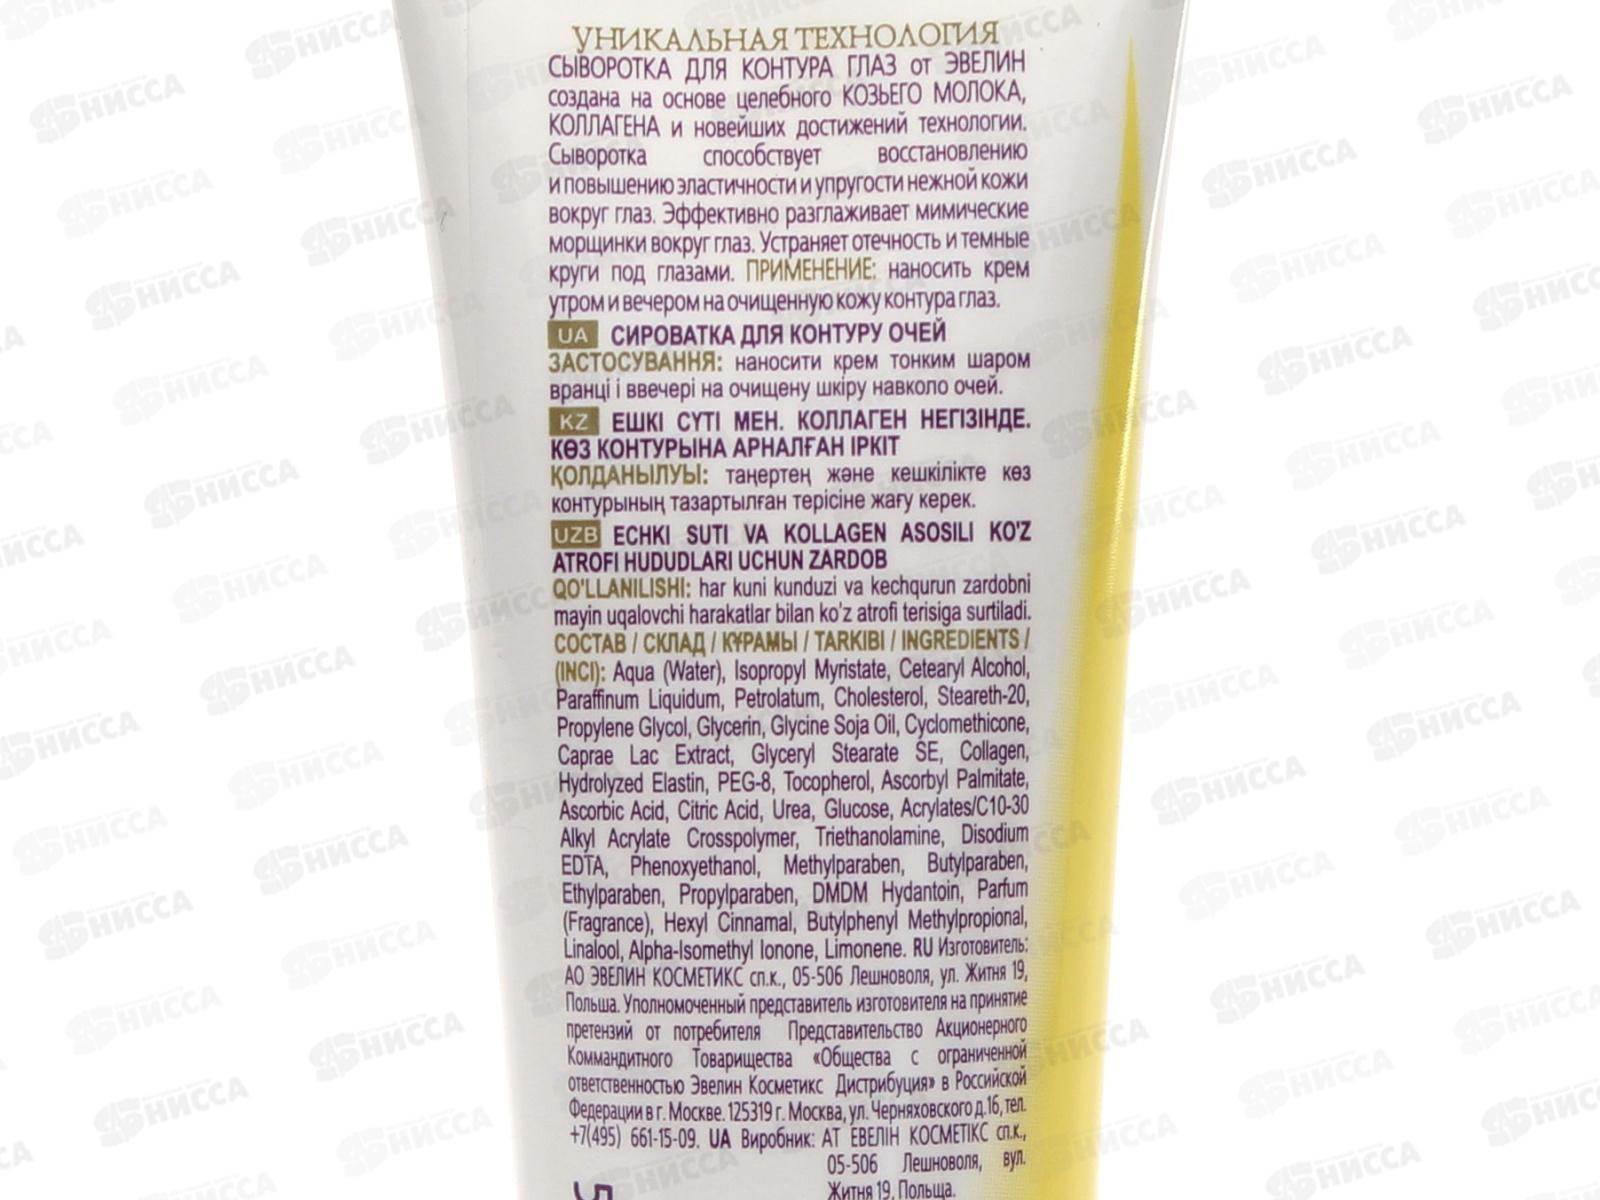 УНИКАЛЬНАЯ ТЕХНОЛОГИЯ
СЫВОРОТКА ДЛЯ КОНТУРА ГЛАЗ от ЭВЕЛИН
создана на основе целебного КОЗЬЕГО МОЛОКА,
КОЛЛАГЕНА и новейших достижений технологии.
Сыворотка способствует восстановлению
и повышению эластичности и упругости нежной кожи
вокруг глаз. Эффективно разглаживает мимические
морщинки вокруг глаз. Устраняет отечность и темные
круги под глазами. ПРИМЕНЕНИЕ: наносить крем
утром и вечером на очищенную кожу контура глаз.
UA СИРОВАТКА ДЛЯ КОНТУРУ ОЧЕЙ
ЗАСТОСУВАННЯ: наносити крем тонким шаром
вранці і ввечері на очищену шкіру навколо очей.
KZ ЕШКІ СҮТІ МЕН. КОЛЛАГЕН НЕГІЗІНДЕ.
КӨЗ КОНТУРЫНА АРНАЛҒАН ІРКІТ
ҚОЛДАНЫЛУЫ: таңертең және кешкілікте көз
контурының тазартылған терісіне жағу керек.
UZB ECHKI SUTI VA KOLLAGEN ASOSILI KO'Z
ATROFI HUDUDLARI UCHUN ZARDOB
QO'LLANILISHI: har kuni kunduzi va kechqurun zardobni
mayin uqalovchi harakatlar bilan ko'z atrofi terisiga surtiladi.
СОСТАВ / СКЛАД / ҚҰРАМЫ / TARKIBI / INGREDIENTS /
(INCI): Aqua (Water), Isopropyl Myristate, Cetearyl Alcohol,
Paraffinum Liquidum, Petrolatum, Cholesterol, Steareth-20,
Propylene Glycol, Glycerin, Glycine Soja Oil, Cyclomethicone,
Caprae Lac Extract, Glyceryl Stearate SE, Collagen,
Hydrolyzed Elastin, PEG-8, Tocopherol, Ascorbyl Palmitate,
Ascorbic Acid, Citric Acid, Urea, Glucose, Acrylates/C10-30
Alkyl Acrylate Crosspolymer, Triethanolamine, Disodium
EDTA, Phenoxyethanol, Methylparaben, Butylparaben,
Ethylparaben, Propylparaben, DMDM Hydantoin, Parfum
(Fragrance), Hexyl Cinnamal, Butylphenyl Methylpropional,
Linalool, Alpha-Isomethyl Ionone, Limonene. RU Изготовитель:
АО ЭВЕЛИН КОСМЕТИКС сп.к., 05-506 Лешноволя, ул. Житня 19,
Польша. Уполномоченный представитель изготовителя на принятие
претензий от потребителя Представительство Акционерного
Коммандитного Товарищества «Общества с ограниченной
ответственностью Эвелин Косметикс Дистрибуция» в Российской
Федерации в г. Москве. 125319 г. Москва, ул. Черняховского д.16, тел.
+7(495) 661-15-09. UA Виробник: АТ ЕВЕЛІН КОСМЕТІКС сп.к.,
05-506 Лешноволя, вул.
Житня 19, Польща.
5
НИССА